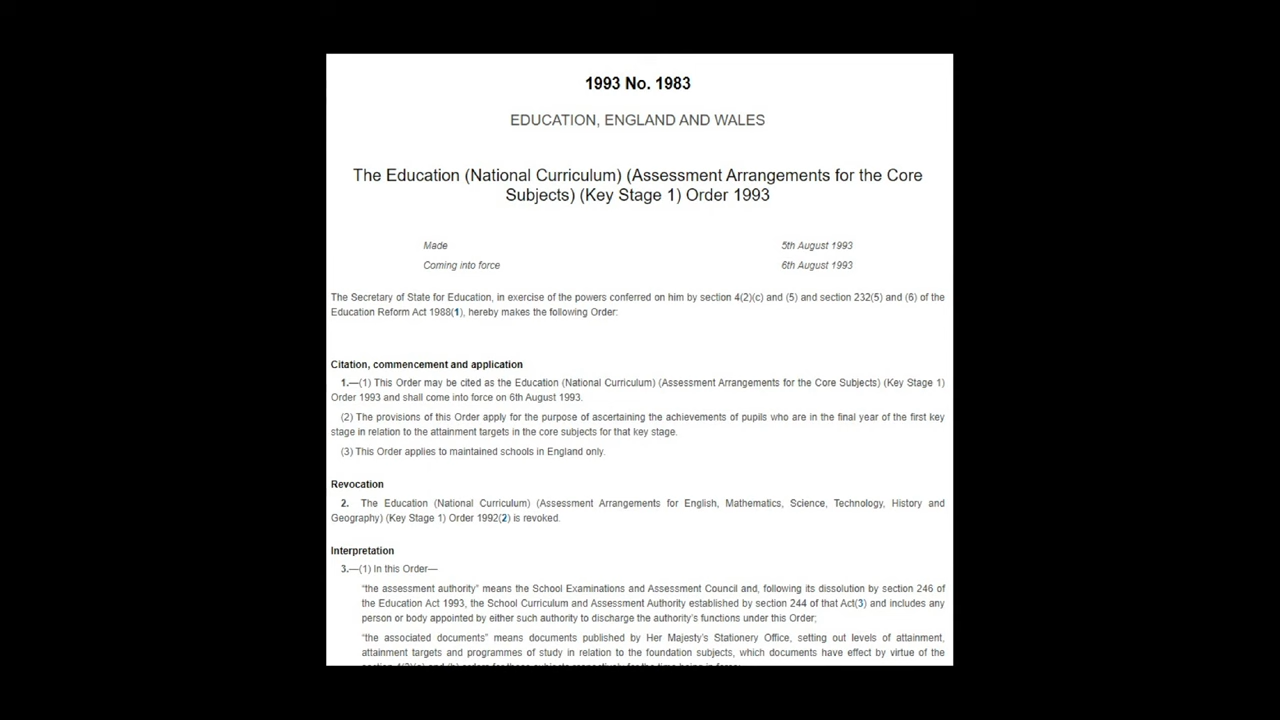 1993 No. 1983
EDUCATION, ENGLAND AND WALES
The Education (National Curriculum) (Assessment Arrangements for the Core
Subjects) (Key Stage 1) Order 1993
Made 5th August 1993
Coming into force 6th August 1993
The Secretary of State for Education, in exercise of the powers conferred on him by section 4(2)(c) and (5) and section 232(5) and (6) of the
Education Reform Act 1988(1), hereby makes the following Order:
Citation, commencement and application
1.—(1) This Order may be cited as the Education (National Curriculum) (Assessment Arrangements for the Core Subjects) (Key Stage 1)
Order 1993 and shall come into force on 6th August 1993.
(2) The provisions of this Order apply for the purpose of ascertaining the achievements of pupils who are in the final year of the first key
stage in relation to the attainment targets in the core subjects for that key stage.
(3) This Order applies to maintained schools in England only.
Revocation
2. The Education (National Curriculum) (Assessment Arrangements for English, Mathematics, Science, Technology, History and
Geography) (Key Stage 1) Order 1992(2) is revoked.
Interpretation
3.—(1) In this Order—
“the assessment authority” means the School Examinations and Assessment Council and, following its dissolution by section 246 of
the Education Act 1993, the School Curriculum and Assessment Authority established by section 244 of that Act(3) and includes any
person or body appointed by either such authority to discharge the authority’s functions under this Order;
“the associated documents” means documents published by Her Majesty’s Stationery Office, setting out levels of attainment,
attainment targets and programmes of study in relation to the foundation subjects, which documents have effect by virtue of the